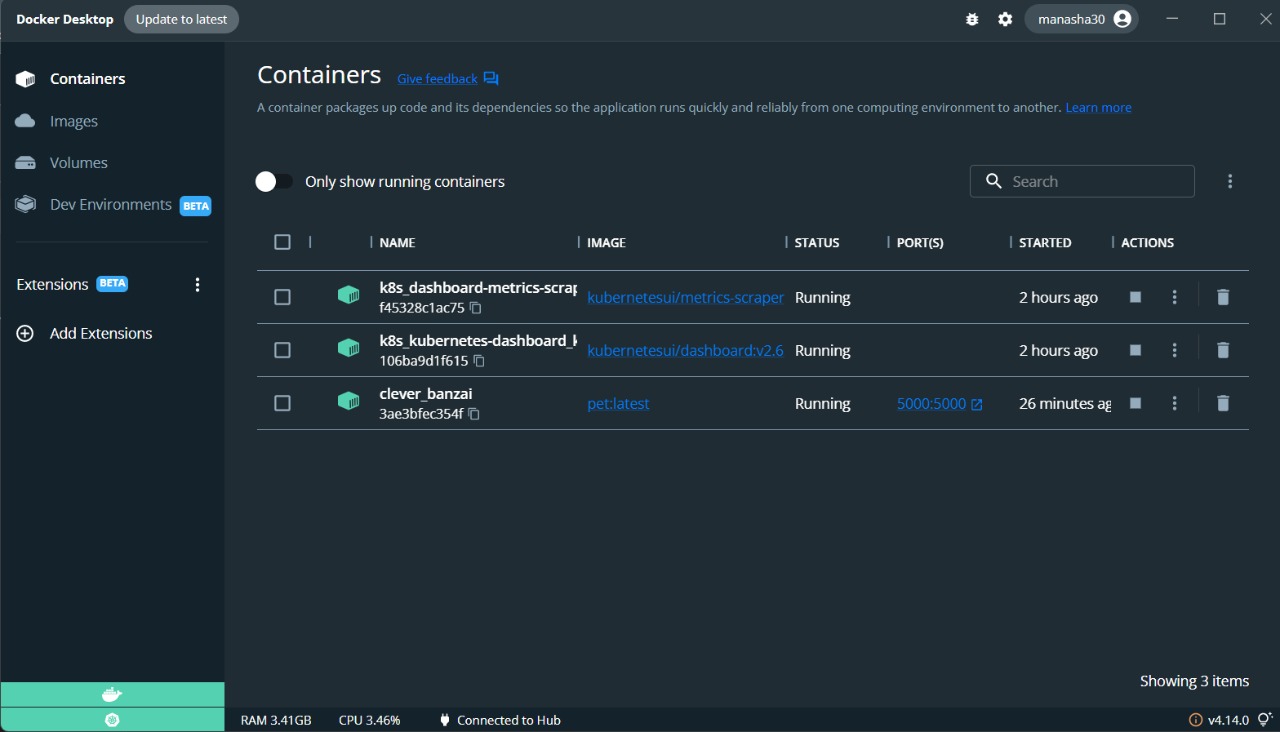 Docker Desktop Update to latest manasha30
Containers
Images
Volumes
Dev Environments BETA
Extensions BETA
Add Extensions
Containers Give feedback
A container packages up code and its dependencies so the application runs quickly and reliably from one computing environment to another. Learn more
Only show running containers Search
NAME IMAGE STATUS PORT(S) STARTED ACTIONS
k8s_dashboard-metrics-scrap kubernetesui/metrics-scraper Running 2 hours ago
f45328c1ac75
k8s_kubernetes-dashboard_k kubernetesui/dashboard:v2.6 Running 2 hours ago
106ba9d1f615
clever_banzai pet:latest Running 5000:5000 26 minutes ag
3ae3bfec354f
Showing 3 items
RAM 3.41GB CPU 3.46% Connected to Hub v4.14.0